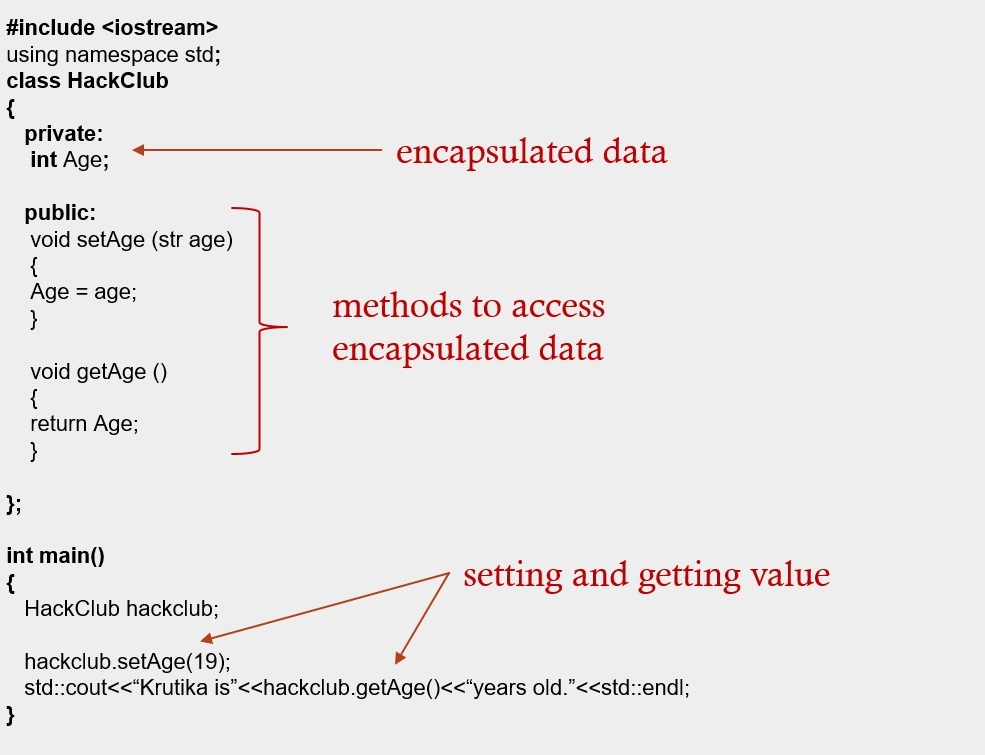 #include <iostream>
using namespace std;
class HackClub
{
private:
int Age;
encapsulated data
public:
void setAge (str age)
{
Age = age;
}
void getAge ()
{
return Age;
}
methods to access
encapsulated data
};
int main()
{
HackClub hackclub;
setting and getting value
hackclub.setAge(19);
std::cout<<“Krutika is”<<hackclub.getAge()<<“years old.”<<std::endl;
}